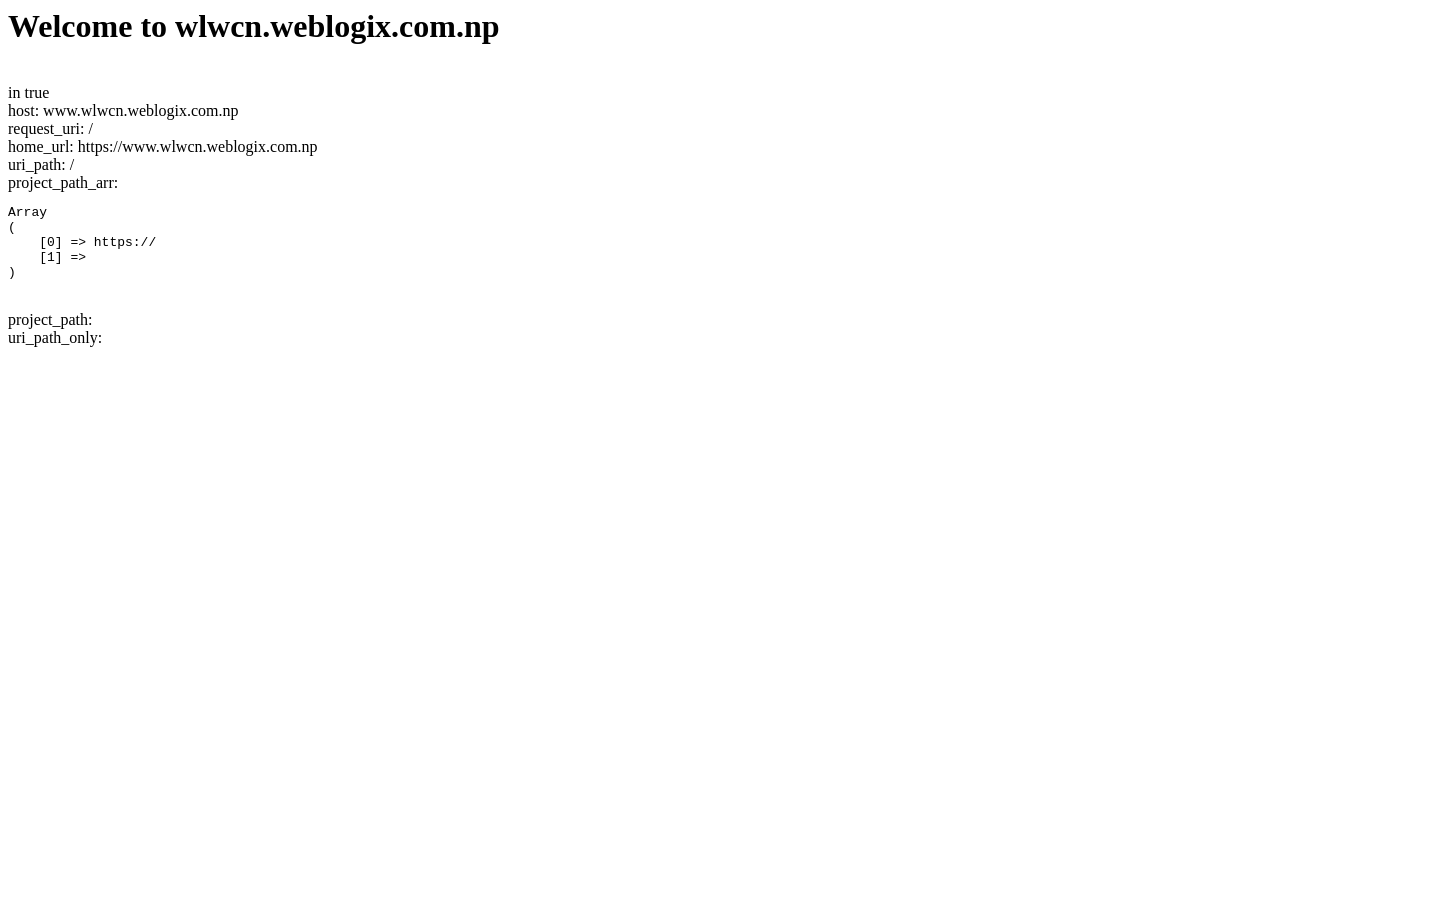 Welcome to wlwcn.weblogix.com.np
in true
host: www.wlwcn.weblogix.com.np
request_uri: /
home_url: https://www.wlwcn.weblogix.com.np
uri_path: /
project_path_arr:
Array
(
    [0] => https://
    [1] =>
)
project_path:
uri_path_only: